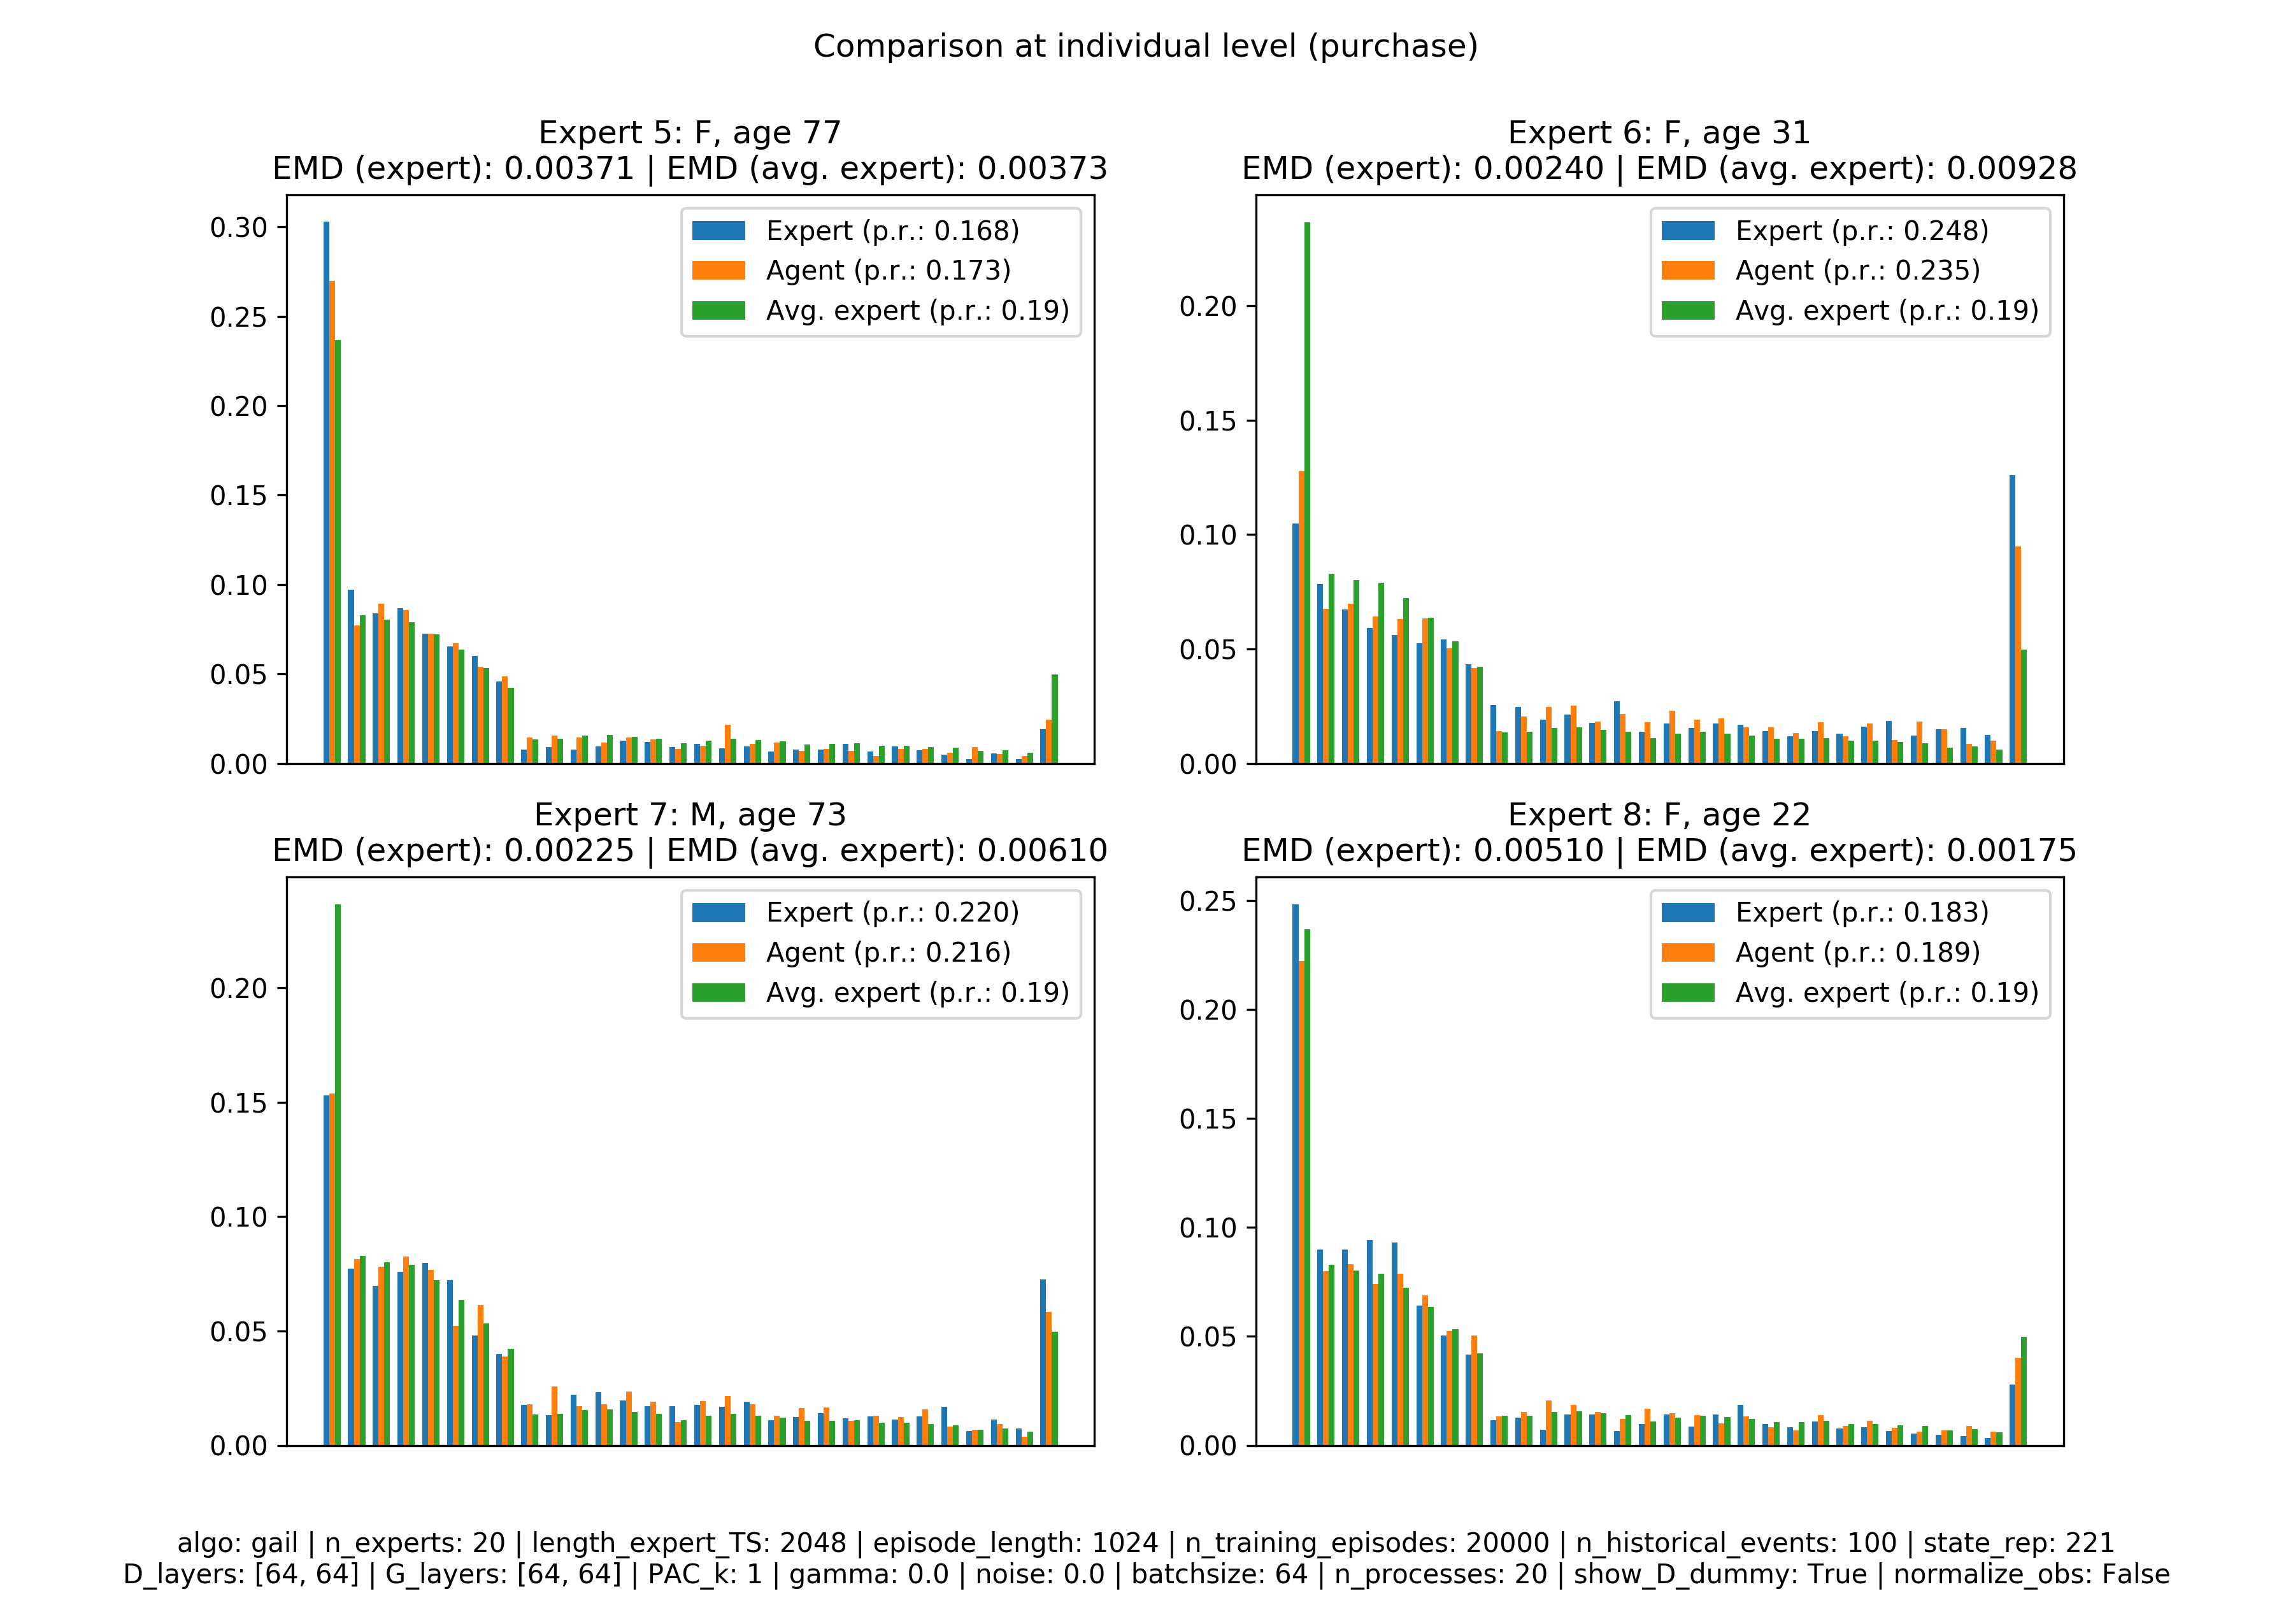 Comparison at individual level (purchase)
Expert 5: F, age 77
EMD (expert): 0.00371 | EMD (avg. expert): 0.00373
0.30
0.25
0.20
0.15
0.10
0.05
0.00
Expert (p.r.: 0.168)
Agent (p.r.: 0.173)
Avg. expert (p.r.: 0.19)
Expert 6: F, age 31
EMD (expert): 0.00240 | EMD (avg. expert): 0.00928
0.20
0.15
0.10
0.05
0.00
Expert (p.r.: 0.248)
Agent (p.r.: 0.235)
Avg. expert (p.r.: 0.19)
Expert 7: M, age 73
EMD (expert): 0.00225 | EMD (avg. expert): 0.00610
0.20
0.15
0.10
0.05
0.00
Expert (p.r.: 0.220)
Agent (p.r.: 0.216)
Avg. expert (p.r.: 0.19)
Expert 8: F, age 22
EMD (expert): 0.00510 | EMD (avg. expert): 0.00175
0.25
0.20
0.15
0.10
0.05
0.00
Expert (p.r.: 0.183)
Agent (p.r.: 0.189)
Avg. expert (p.r.: 0.19)
algo: gail | n_experts: 20 | length_expert_TS: 2048 | episode_length: 1024 | n_training_episodes: 20000 | n_historical_events: 100 | state_rep: 221
D_layers: [64, 64] | G_layers: [64, 64] | PAC_k: 1 | gamma: 0.0 | noise: 0.0 | batchsize: 64 | n_processes: 20 | show_D_dummy: True | normalize_obs: False